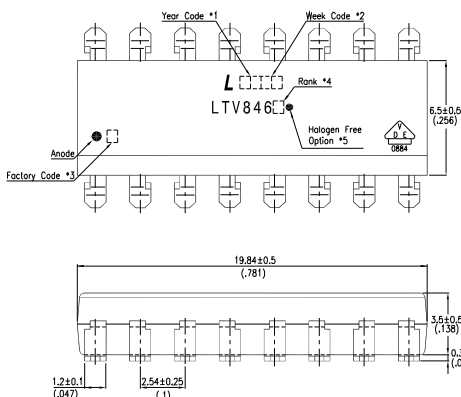 Year Code *1
Week Code *2
L
Rank *4
LTV846
Halogen Free
Option *5
V
D E
0884
6.5±0.5
(.256)
Anode
Factory Code *3
19.84±0.5
(.781)
3.5±0.5
(.138)
1.2±0.1
(.047)
2.54±0.25
(.1)